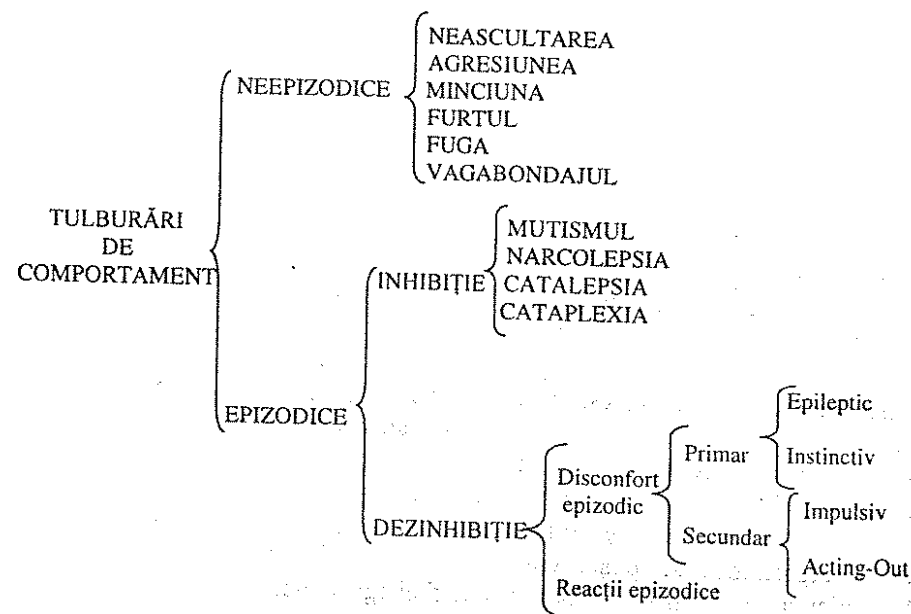 NEASCULTAREA
NEEPIZODICE
AGRESIUNEA
MINCIUNA
FURTUL
FUGA
VAGABONDAJUL
TULBURĂRI
DE
COMPORTAMENT
MUTISMUL
INHIBIȚIE
NARCOLEPSIA
CATALEPSIA
CATAPLEXIA
EPIZODICE
DEZINHIBIȚIE
Disconfort
epizodic
Primar
Epileptic
Instinctiv
Secundar
Impulsiv
Acting-Out
Reacții epizodice